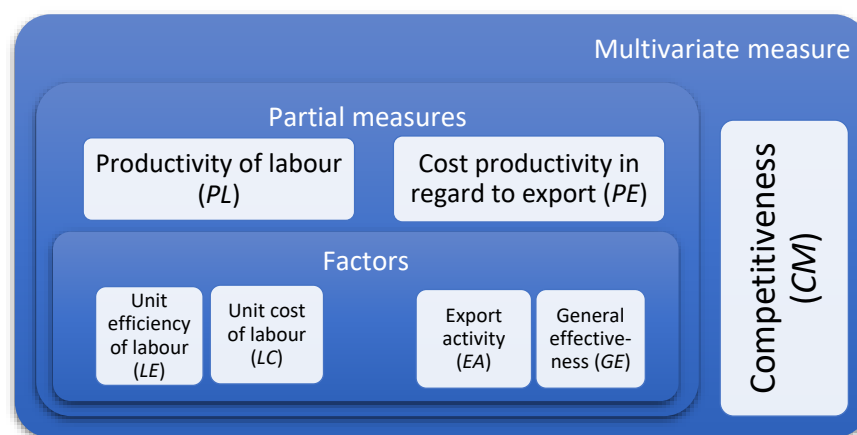 Multivariate measure
Partial measures
Productivity of labour
(PL)
Cost productivity in
regard to export (PE)
Factors
Unit
efficiency
of labour
(LE)
Unit cost
of labour
(LC)
Export
activity
(EA)
General
effective-
ness (GE)
Competitiveness
(CM)